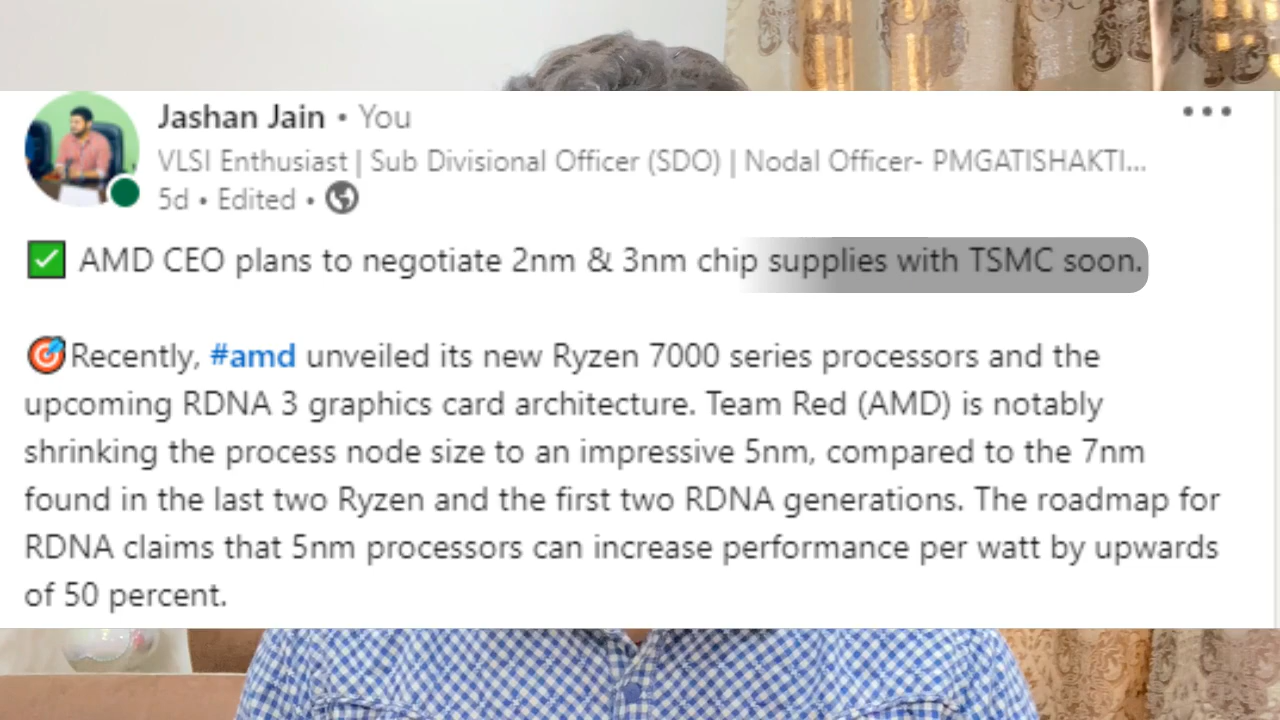 Jashan Jain • You
VLSI Enthusiast | Sub Divisional Officer (SDO) | Nodal Officer- PMGATISHAKTI...
5d • Edited •
✅ AMD CEO plans to negotiate 2nm & 3nm chip supplies with TSMC soon.
🎯Recently, #amd unveiled its new Ryzen 7000 series processors and the
upcoming RDNA 3 graphics card architecture. Team Red (AMD) is notably
shrinking the process node size to an impressive 5nm, compared to the 7nm
found in the last two Ryzen and the first two RDNA generations. The roadmap for
RDNA claims that 5nm processors can increase performance per watt by upwards
of 50 percent.